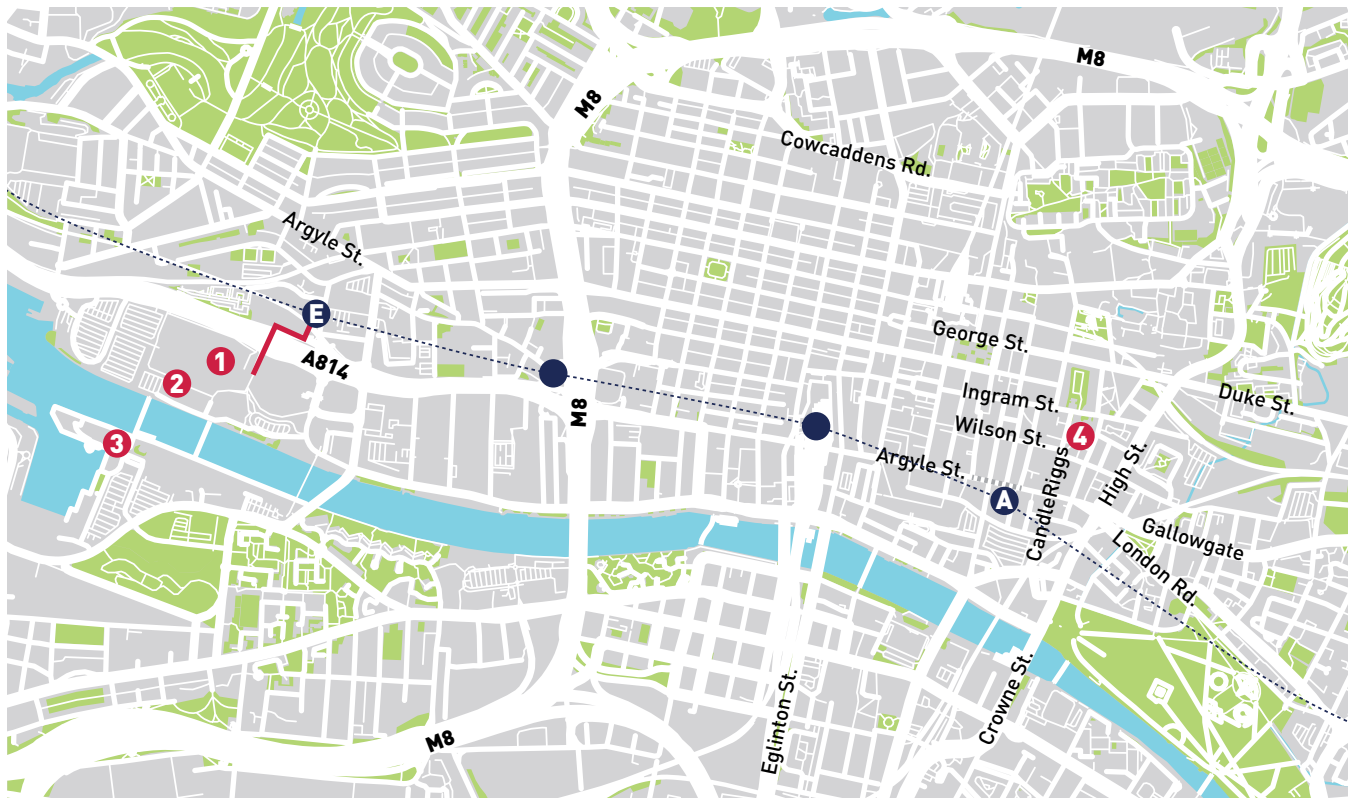 M8
M8
Cowcaddens Rd.
Argyle St.
E
George St.
1
A814
2
M8
Ingram St.
Duke St.
Wilson St.
4
3
Argyle St.
High St.
CandleRiggs
A
Gallowgate
London Rd.
Crowne St.
Eglinton St.
M8